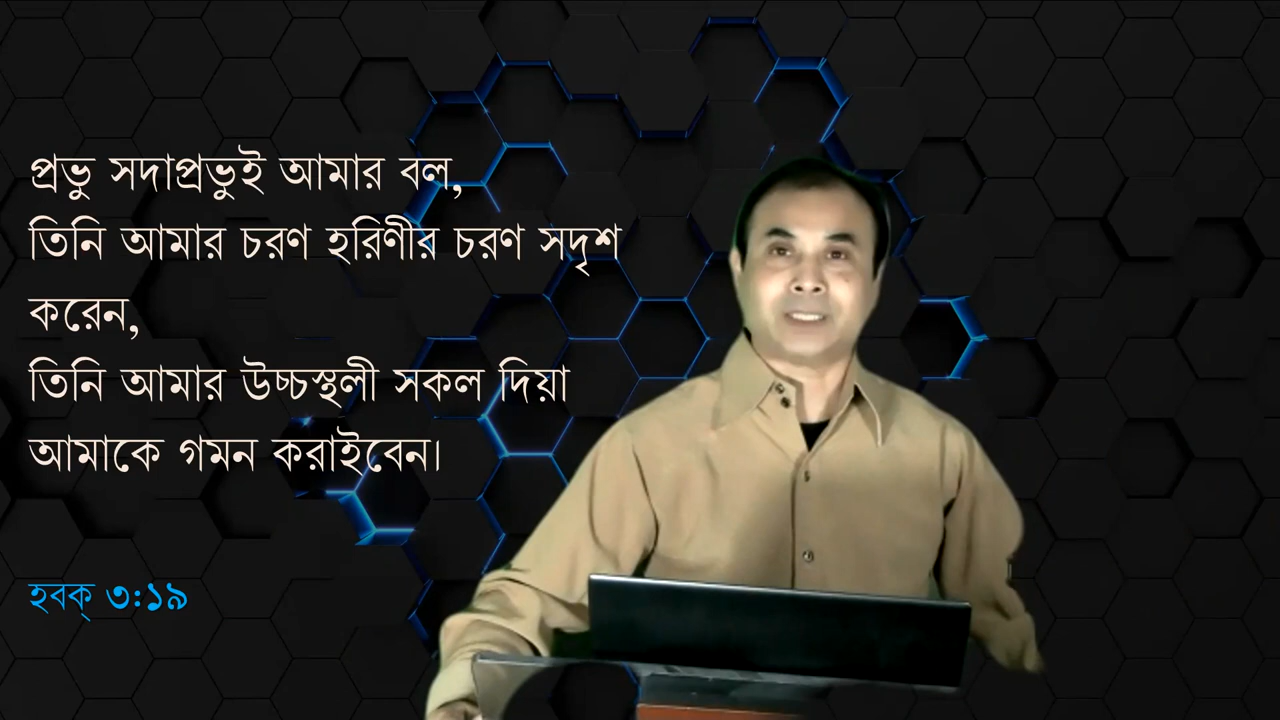 প্রভু সদাপ্রভুই আমার বল,
তিনি আমার চরণ হরিণীর চরণ সদৃশ
করেন,
তিনি আমার উচ্চস্থলী সকল দিয়া
আমাকে গমন করাইবেন।
হবক্ ৩:১৯